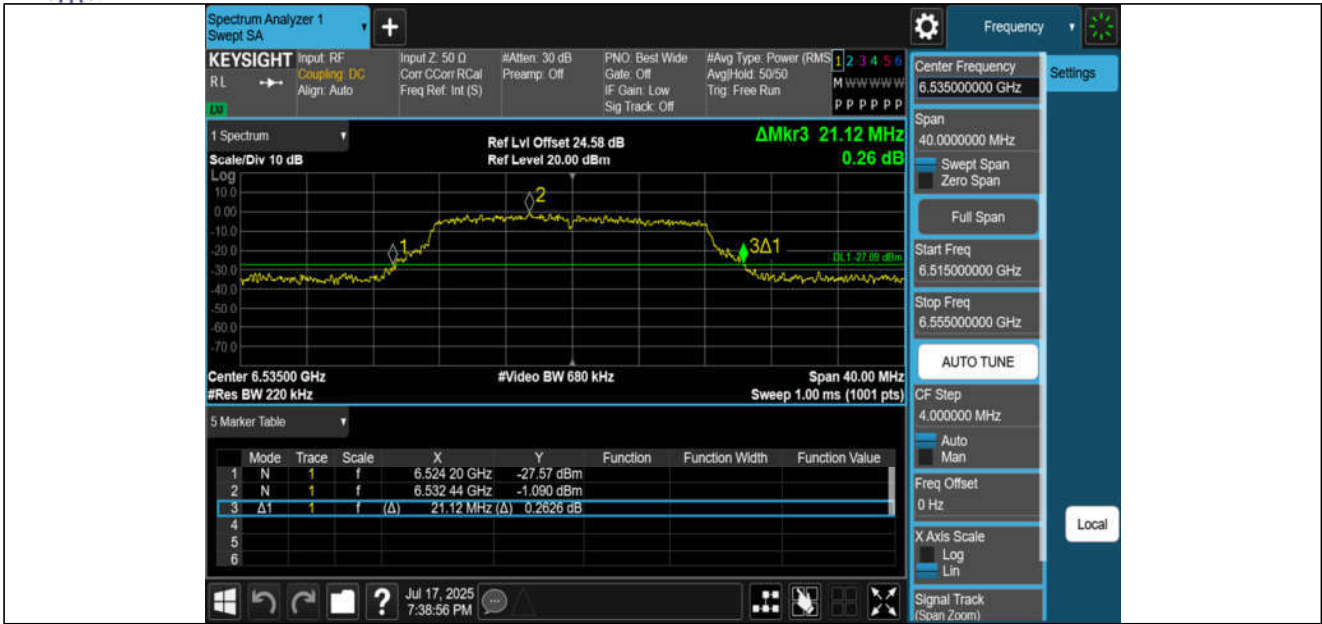 Spectrum Analyzer 1
Swept SA
+
Frequency
KEYSIGHT
RL
LXI
Input: RF
Coupling: DC
Align: Auto
Input Z: 50 Ω
Corr CCorr RCal
Freq Ref: Int (S)
#Atten: 30 dB
Preamp: Off
PNO: Best Wide
Gate: Off
IF Gain: Low
Sig Track: Off
#Avg Type: Power (RMS
Avg|Hold: 50/50
Trig: Free Run
1 2 3 4 5 6
M W W W W W
P P P P P P
1 Spectrum
Scale/Div 10 dB
Ref Lvl Offset 24.58 dB
Ref Level 20.00 dBm
ΔMkr3 21.12 MHz
0.26 dB
Log
10.0
0.00
-10.0
-20.0
-30.0
-40.0
-50.0
-60.0
-70.0
1
2
3Δ1
DL1 -27.09 dBm
Center 6.53500 GHz
#Res BW 220 kHz
#Video BW 680 kHz
Span 40.00 MHz
Sweep 1.00 ms (1001 pts)
5 Marker Table
Mode Trace Scale X Y Function Function Width Function Value
1 N 1 f 6.524 20 GHz -27.57 dBm
2 N 1 f 6.532 44 GHz -1.090 dBm
3 Δ1 1 f (Δ) 21.12 MHz (Δ) 0.2626 dB
4
5
6
?
Jul 17, 2025
7:38:56 PM
Center Frequency
6.535000000 GHz
Span
40.0000000 MHz
Swept Span
Zero Span
Full Span
Start Freq
6.515000000 GHz
Stop Freq
6.555000000 GHz
AUTO TUNE
CF Step
4.000000 MHz
Auto
Man
Freq Offset
0 Hz
X Axis Scale
Log
Lin
Signal Track
(Span Zoom)
Settings
Local